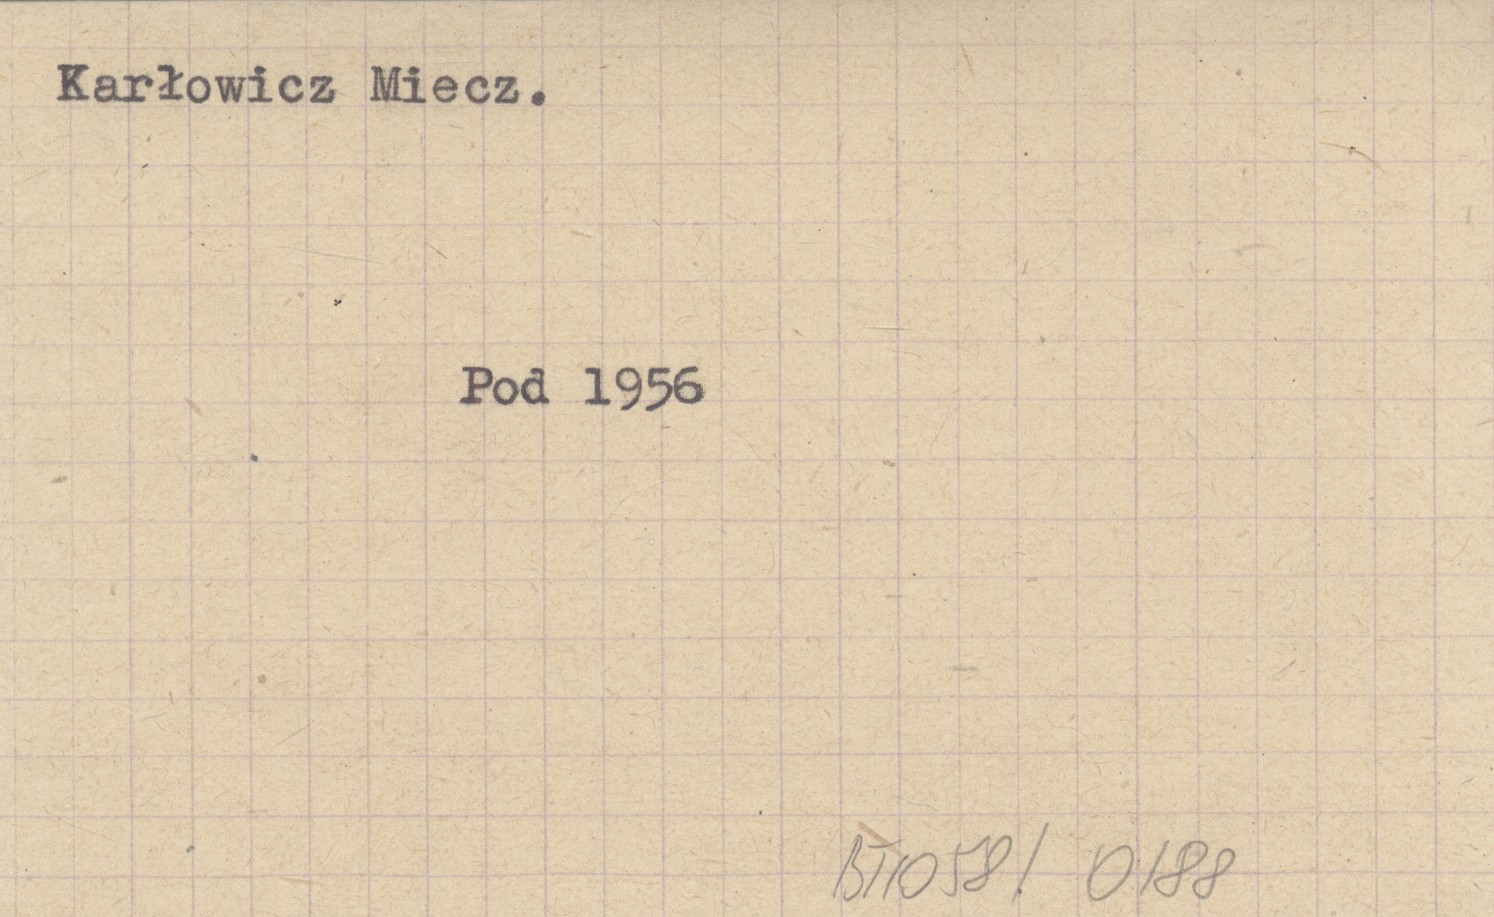 Karłowicz Miecz.
Pod 1956
BT1058/ 0188